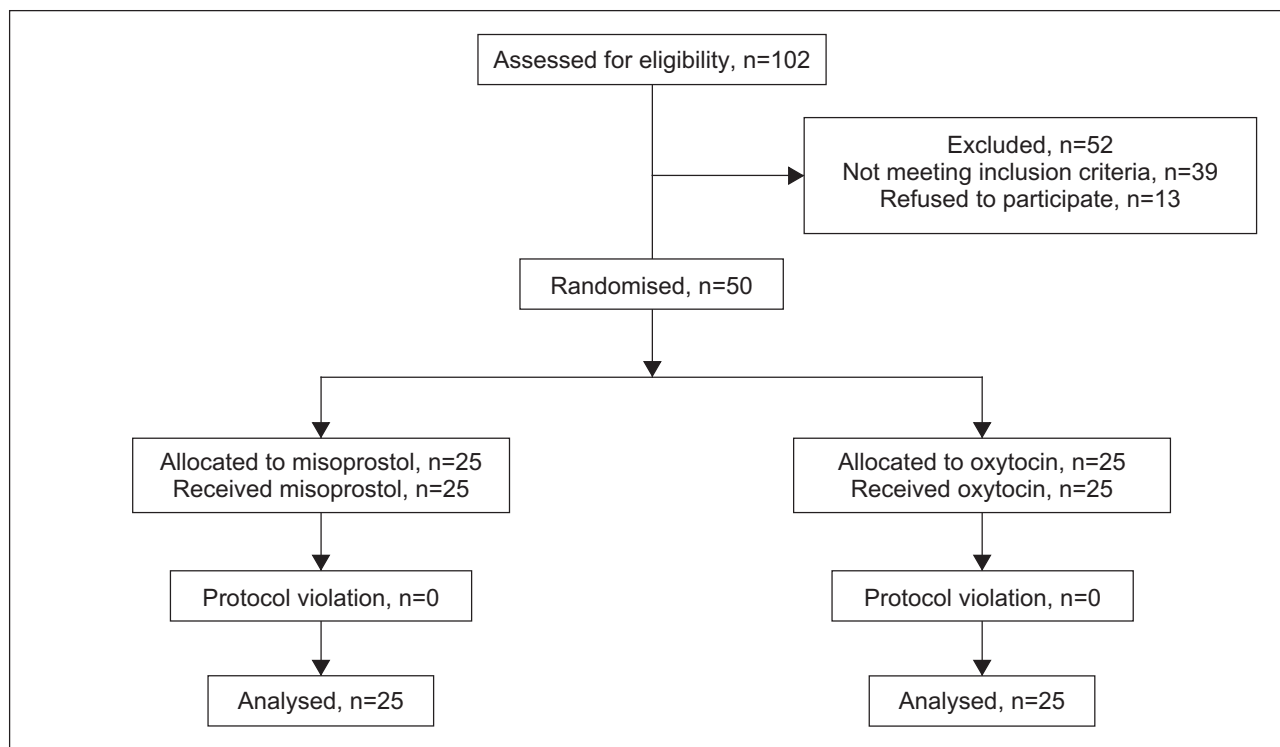 Assessed for eligibility, n=102
Excluded, n=52
Not meeting inclusion criteria, n=39
Refused to participate, n=13
Randomised, n=50
Allocated to misoprostol, n=25
Received misoprostol, n=25
Allocated to oxytocin, n=25
Received oxytocin, n=25
Protocol violation, n=0
Protocol violation, n=0
Analysed, n=25
Analysed, n=25